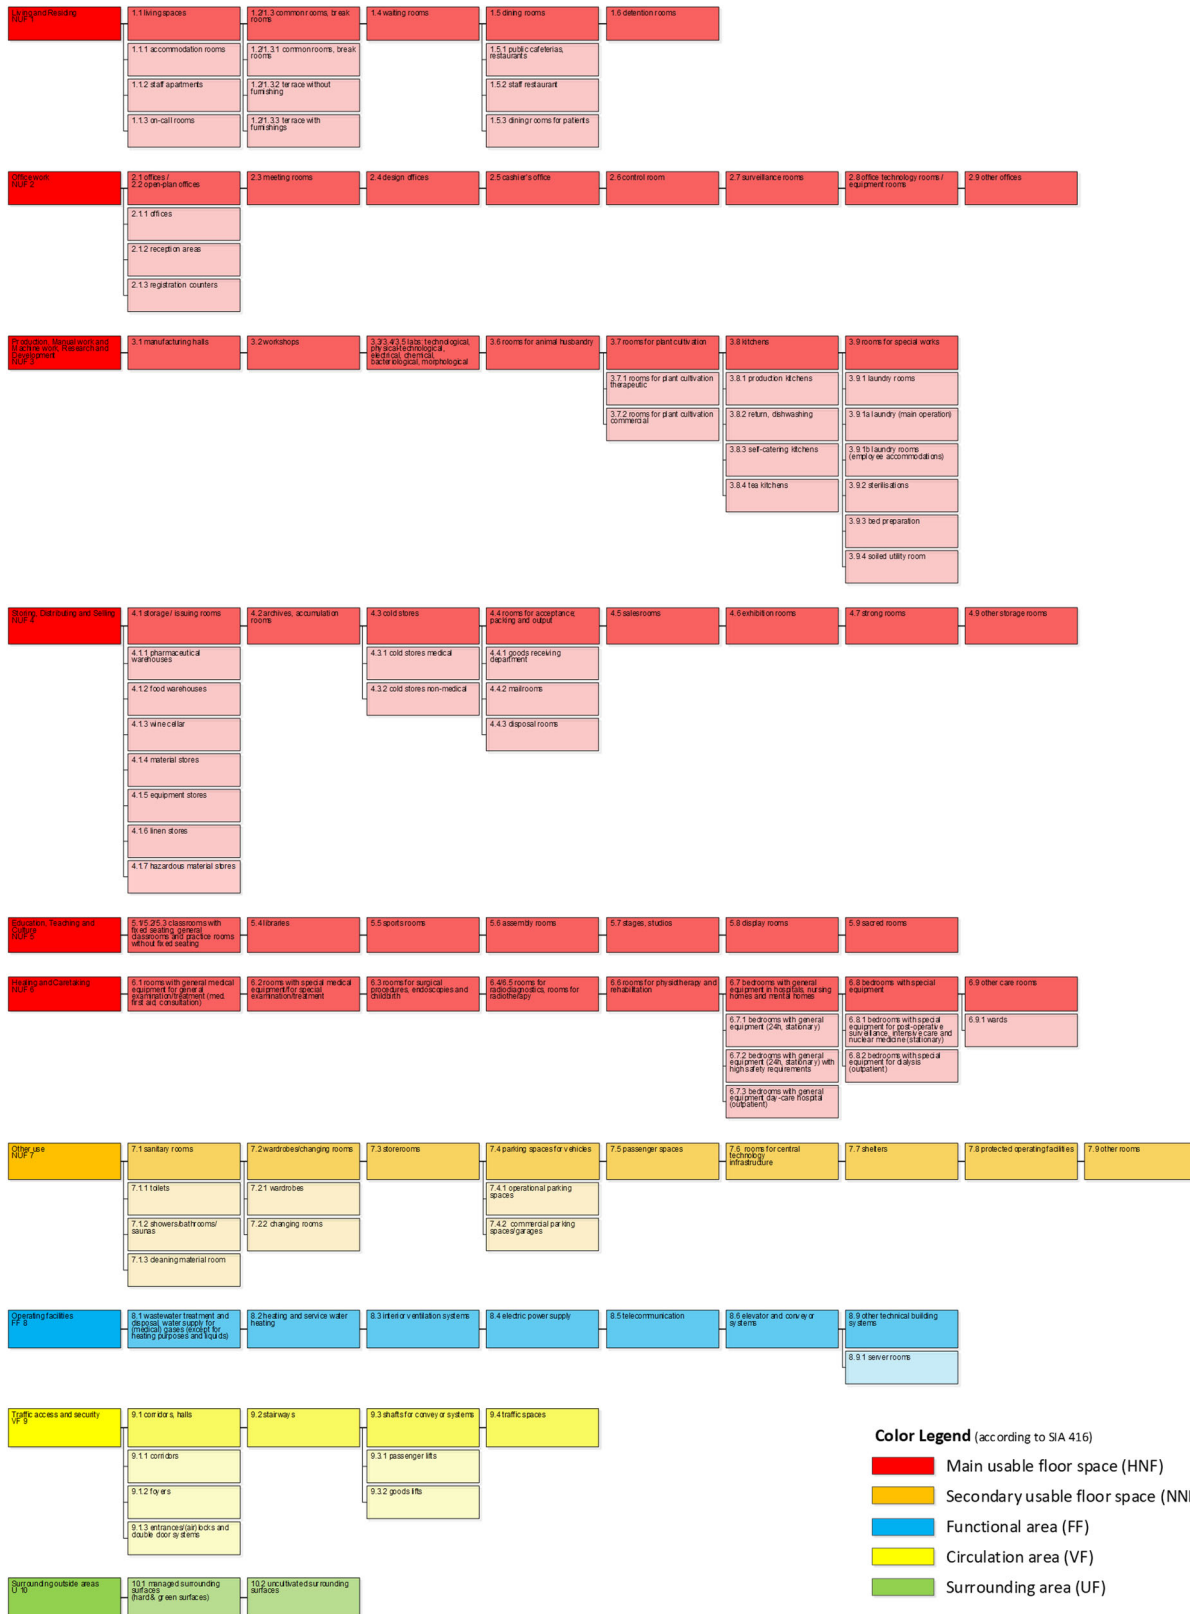 Living and Residing
NUF 1
1.1 living spaces
1.2/1.3 common rooms, break
rooms
1.4 waiting rooms
1.5 dining rooms
1.6 detention rooms
1.1.1 accommodation rooms
1.2/1.3.1 common rooms, break
rooms
1.5.1 public cafeterias,
restaurants
1.1.2 staff apartments
1.2/1.3.2 terrace without
furnishing
1.5.2 staff restaurant
1.1.3 on-call rooms
1.2/1.3.3 terrace with
furnishings
1.5.3 dining rooms for patients
Office work
NUF 2
2.1 offices /
2.2 open-plan offices
2.3 meeting rooms
2.4 design offices
2.5 cashier's office
2.6 control room
2.7 surveillance rooms
2.8 office technology rooms /
equipment rooms
2.9 other offices
2.1.1 offices
2.1.2 reception areas
2.1.3 registration counters
Production, Manual work and
Machine work, Research and
Development
NUF 3
3.1 manufacturing halls
3.2 workshops
3.3/3.4/3.5 labs: technological,
physical-technological,
electrical, chemical,
bacteriological, morphological
3.6 rooms for animal husbandry
3.7 rooms for plant cultivation
3.8 kitchens
3.9 rooms for special works
3.7.1 rooms for plant cultivation
therapeutic
3.8.1 production kitchens
3.9.1 laundry rooms
3.7.2 rooms for plant cultivation
commercial
3.8.2 return, dishwashing
3.9.1a laundry (main operation)
3.8.3 self-catering kitchens
3.9.1b laundry rooms
(employee accommodations)
3.8.4 tea kitchens
3.9.2 sterilisations
3.9.3 bed preparation
3.9.4 soiled utility room
Storing, Distributing and Selling
NUF 4
4.1 storage / issuing rooms
4.2 archives, accumulation
rooms
4.3 cold stores
4.4 rooms for acceptance,
packing and output
4.5 salesrooms
4.6 exhibition rooms
4.7 strong rooms
4.9 other storage rooms
4.1.1 pharmaceutical
warehouses
4.3.1 cold stores medical
4.4.1 goods receiving
department
4.1.2 food warehouses
4.3.2 cold stores non-medical
4.4.2 mailrooms
4.1.3 wine cellar
4.4.3 disposal rooms
4.1.4 material stores
4.1.5 equipment stores
4.1.6 linen stores
4.1.7 hazardous material stores
Education, Teaching and
Culture
NUF 5
5.1/5.2/5.3 classrooms with
fixed seating, general
classrooms and practice rooms
without fixed seating
5.4 libraries
5.5 sports rooms
5.6 assembly rooms
5.7 stages, studios
5.8 display rooms
5.9 sacred rooms
Healing and Caretaking
NUF 6
6.1 rooms with general medical
equipment for general
examination/treatment (med.
first aid, consultation)
6.2 rooms with special medical
equipment/for special
examination/treatment
6.3 rooms for surgical
procedures, endoscopies and
childbirth
6.4/6.5 rooms for
radiodiagnostics, rooms for
radiotherapy
6.6 rooms for physiotherapy and
rehabilitation
6.7 bedrooms with general
equipment in hospitals, nursing
homes and mental homes
6.8 bedrooms with special
equipment
6.9 other care rooms
6.7.1 bedrooms with general
equipment (24h, stationary)
6.8.1 bedrooms with special
equipment for post-operative
surveillance, intensive care and
nuclear medicine (stationary)
6.9.1 wards
6.7.2 bedrooms with general
equipment (24h, stationary) with
high safety requirements
6.8.2 bedrooms with special
equipment for dialysis
(outpatient)
6.7.3 bedrooms with general
equipment day-care hospital
(outpatient)
Other use
NUF 7
7.1 sanitary rooms
7.2 wardrobes/changing rooms
7.3 storerooms
7.4 parking spaces for vehicles
7.5 passenger spaces
7.6 rooms for central
technology
infrastructure
7.7 shelters
7.8 protected operating facilities
7.9 other rooms
7.1.1 toilets
7.2.1 wardrobes
7.4.1 operational parking
spaces
7.1.2 showers/bathrooms/
saunas
7.2.2 changing rooms
7.4.2 commercial parking
spaces/garages
7.1.3 cleaning material room
Operating facilities
FF 8
8.1 wastewater treatment and
disposal, water supply for
(medical) gases (except for
heating purposes and liquids)
8.2 heating and service water
heating
8.3 interior ventilation systems
8.4 electric power supply
8.5 telecommunication
8.6 elevator and conveyor
systems
8.9 other technical building
systems
8.9.1 server rooms
Traffic access and security
VF 9
9.1 corridors, halls
9.2 stairways
9.3 shafts for conveyor systems
9.4 traffic spaces
9.1.1 corridors
9.3.1 passenger lifts
9.1.2 foyers
9.3.2 goods lifts
9.1.3 entrances/(air)locks and
double door systems
Surrounding outside areas
U 10
10.1 managed surrounding
surfaces
(hard & green surfaces)
10.2 uncultivated surrounding
surfaces
Color Legend (according to SIA 416)
Main usable floor space (HNF)
Secondary usable floor space (NN
Functional area (FF)
Circulation area (VF)
Surrounding area (UF)